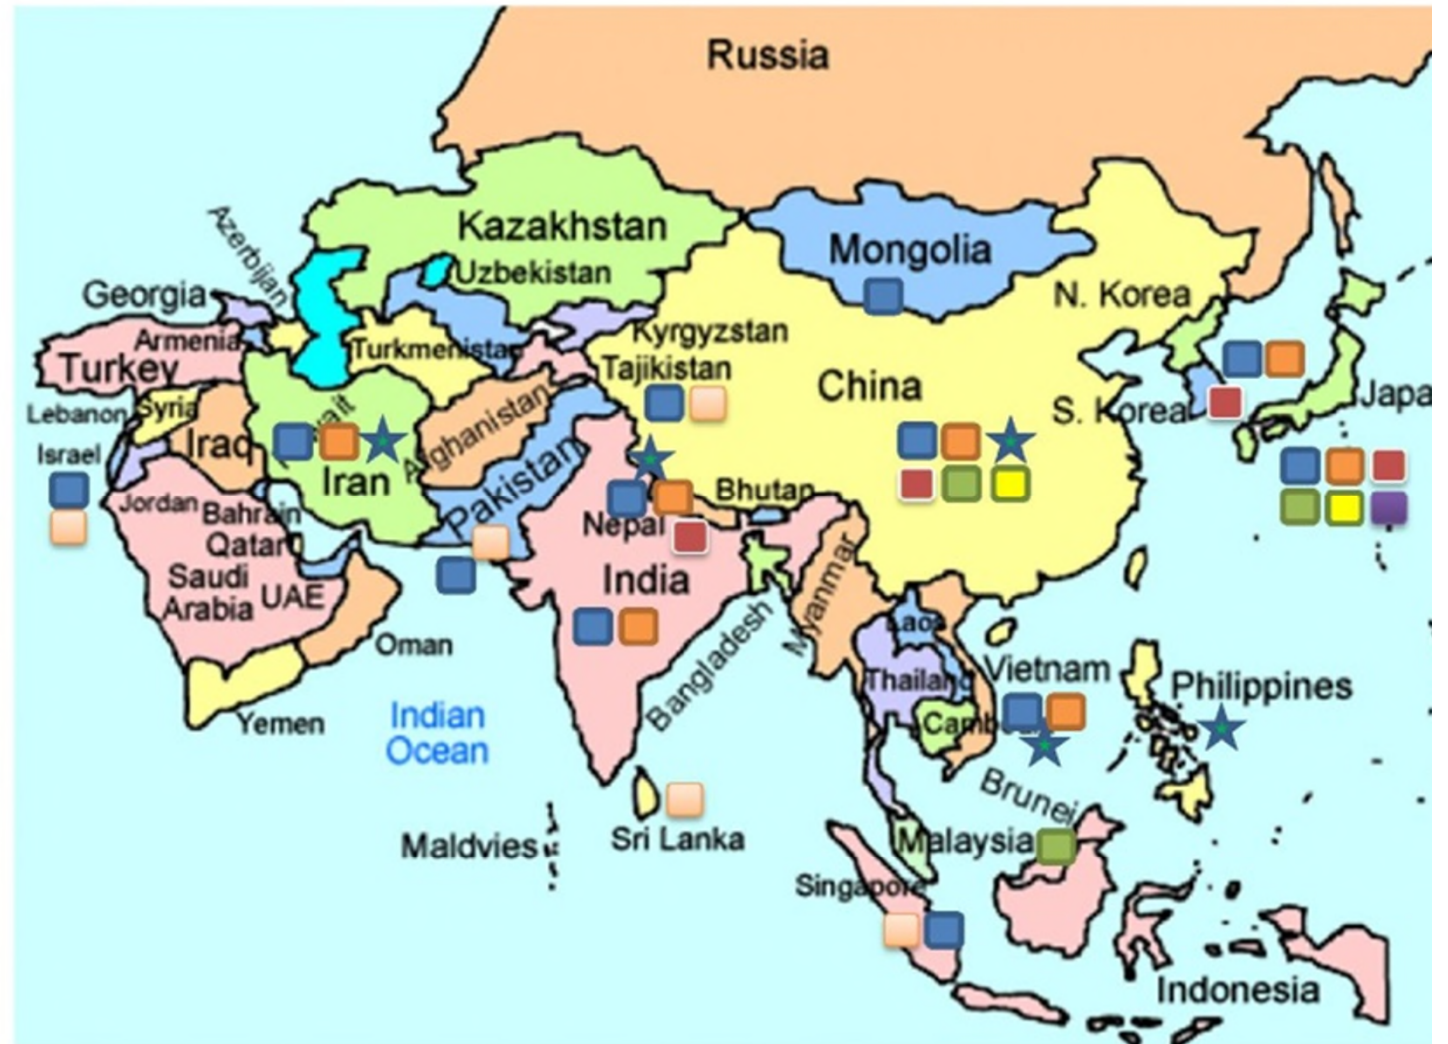 Russia
Kazakhstan
Mongolia
Azerbijan
Uzbekistan
Georgia
N. Korea
Armenia
Kyrgyzstan
Turkey
Turkmenistan
Tajikistan
China
Japa
Lebanon
Syria
S. Korea
Afghanistan
Iraq
Israel
Iran
Pakistan
Jordan
Bahrain
Bhutan
Nepal
Qatar
Saudi
Arabia
UAE
India
Myanmar
Bangladesh
Laos
Oman
Vietnam
Thailand
Philippines
Yemen
Indian
Ocean
Brunei
Maldvies
Sri Lanka
Malaysia
Singapore
Indonesia